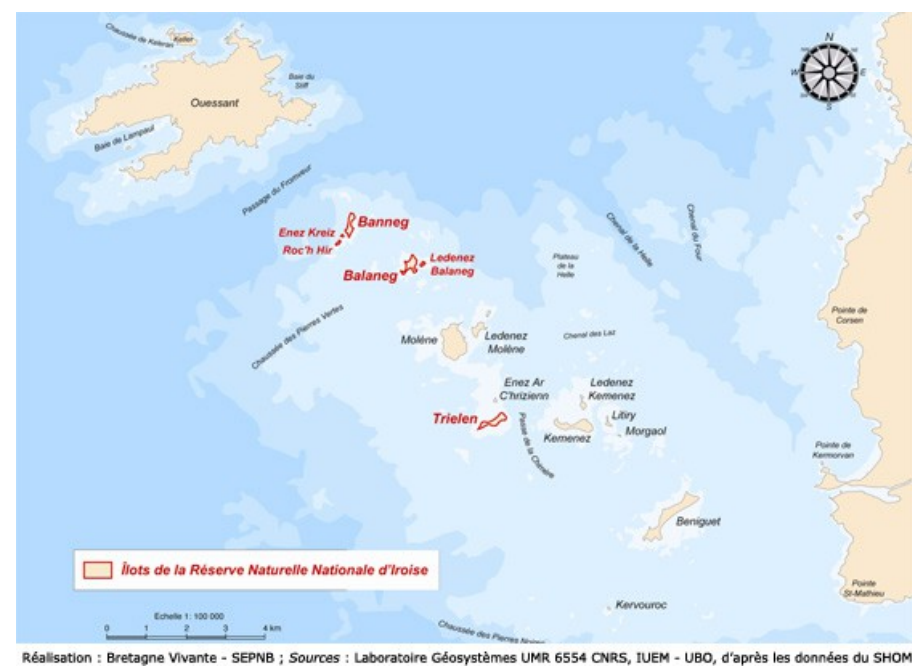 Chaussée de Keleran
Keller
N
Baie du
Stiff
W
E
Ouessant
S
Baie de Lampaul
Passage du Fromveur
Banneg
Enez Kreiz
Roc'h Hir
Chenal de la Helle
Chenal du Four
Ledenez
Balaneg
Balaneg
Plateau
de la
Helle
Pointe de
Corsen
Chaussée des Pierres Vertes
Molène
Ledenez
Molène
Chenal des Laz
Enez Ar
C'hrizienn
Ledenez
Kemenez
Trielen
Litiry
Morgaol
Passe de la Chimère
Kemenez
Pointe de
Kermorvan
Beniguet
Îlots de la Réserve Naturelle Nationale d'Iroise
Pointe
St-Mathieu
Kervouroc
Echelle 1: 100 000
0 1 2 3 4 km
Chaussée des Pierres Noires
Réalisation : Bretagne Vivante - SEPNB ; Sources : Laboratoire Géosystèmes UMR 6554 CNRS, IUEM - UBO, d'après les données du SHOM